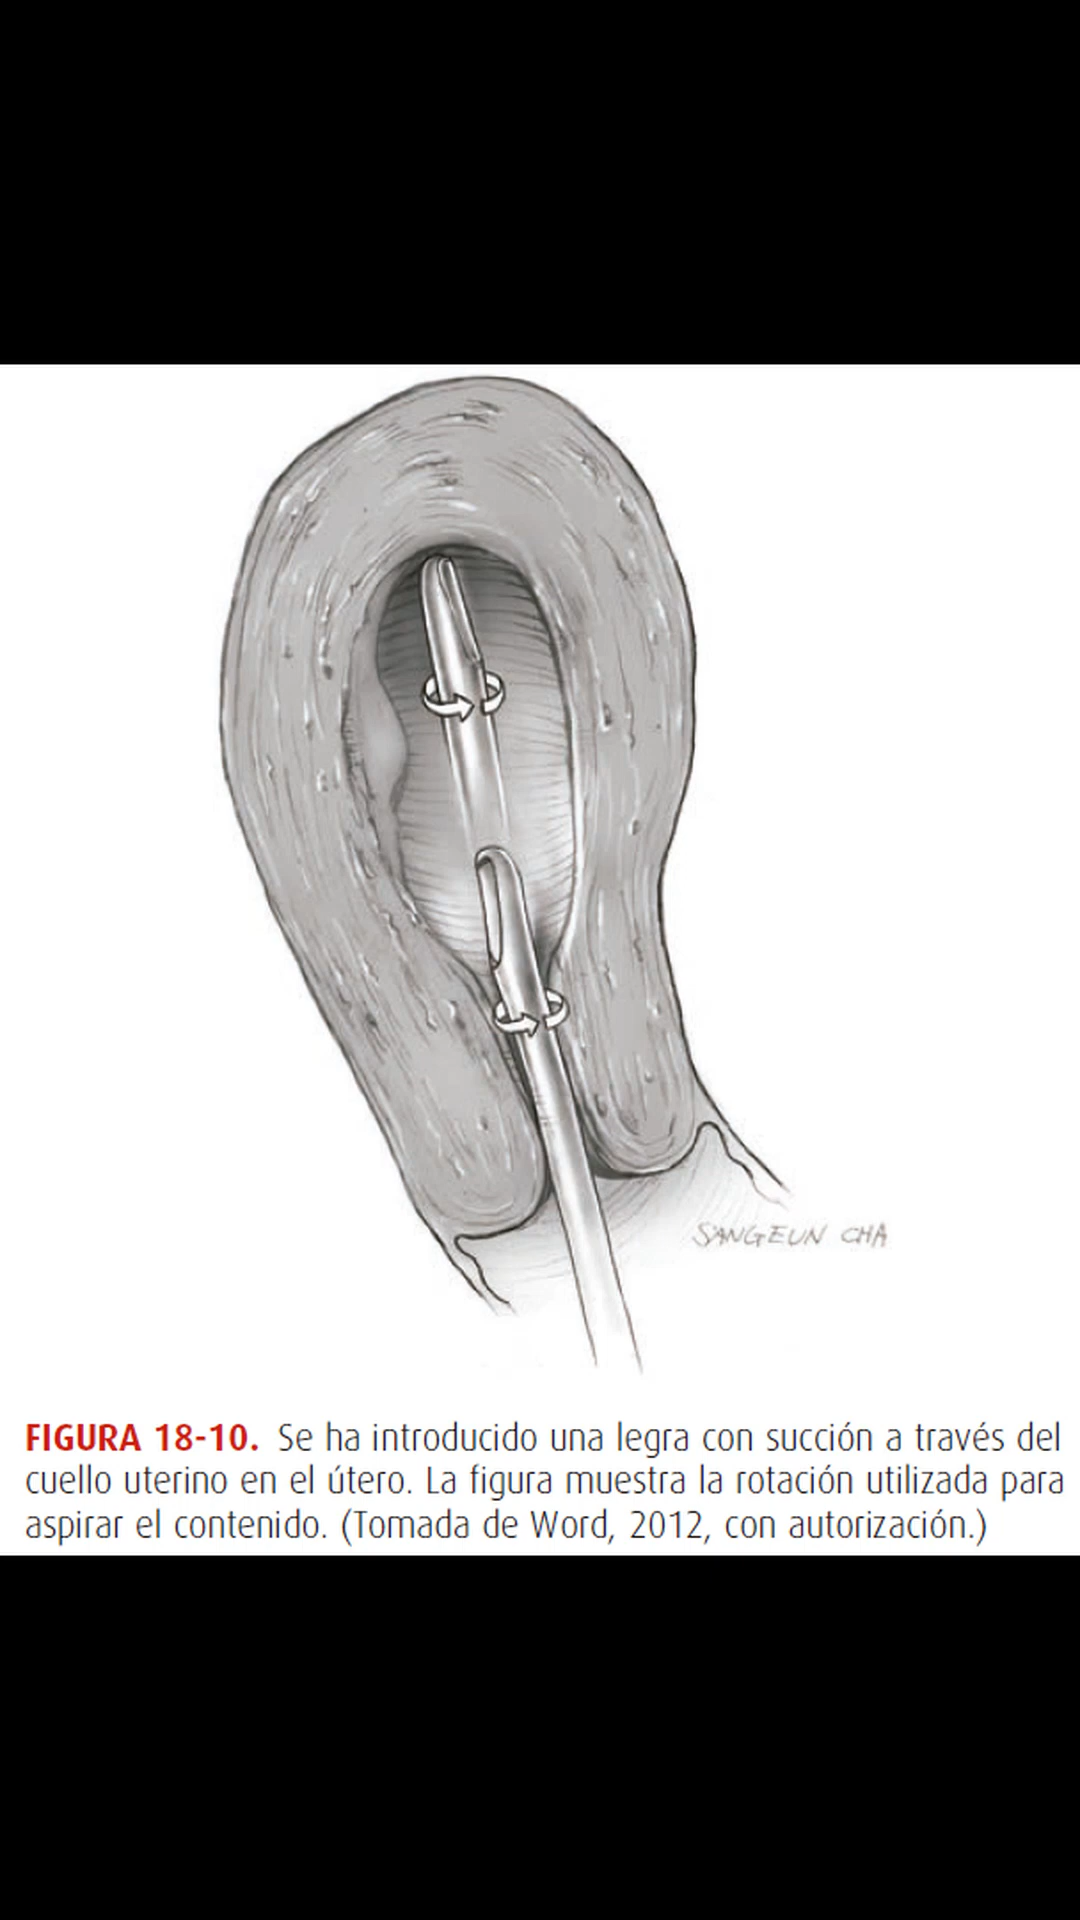 SANGEUN CHA
FIGURA 18-10. Se ha introducido una legra con succión a través del
cuello uterino en el útero. La figura muestra la rotación utilizada para
aspirar el contenido. (Tomada de Word, 2012, con autorización.)